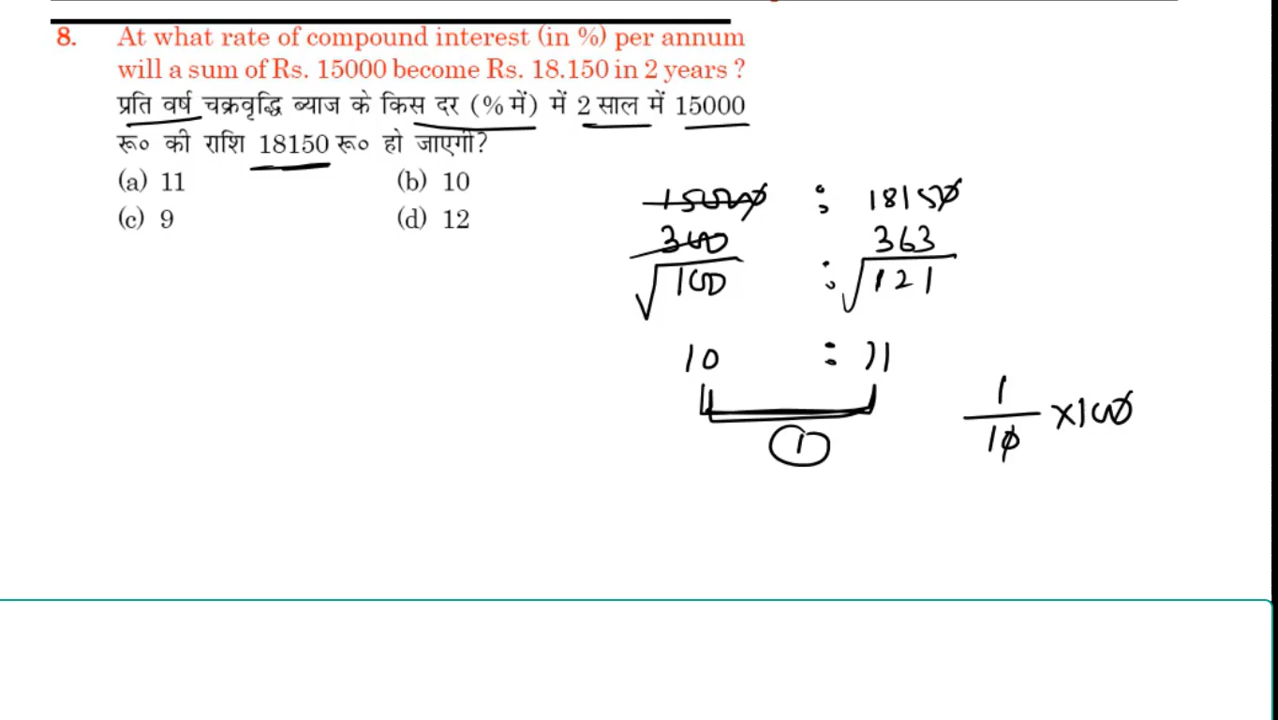 8. At what rate of compound interest (in %) per annum
will a sum of Rs. 15000 become Rs. 18.150 in 2 years ?
प्रति वर्ष चक्रवृद्धि ब्याज के किस दर (% में) में 2 साल में 15000
रू० की राशि 18150 रू० हो जाएगी?
(a) 11 (b) 10
(c) 9 (d) 12
15000 : 18150
300 363
√100 : √121
10 : 11
1
1/10 ×100